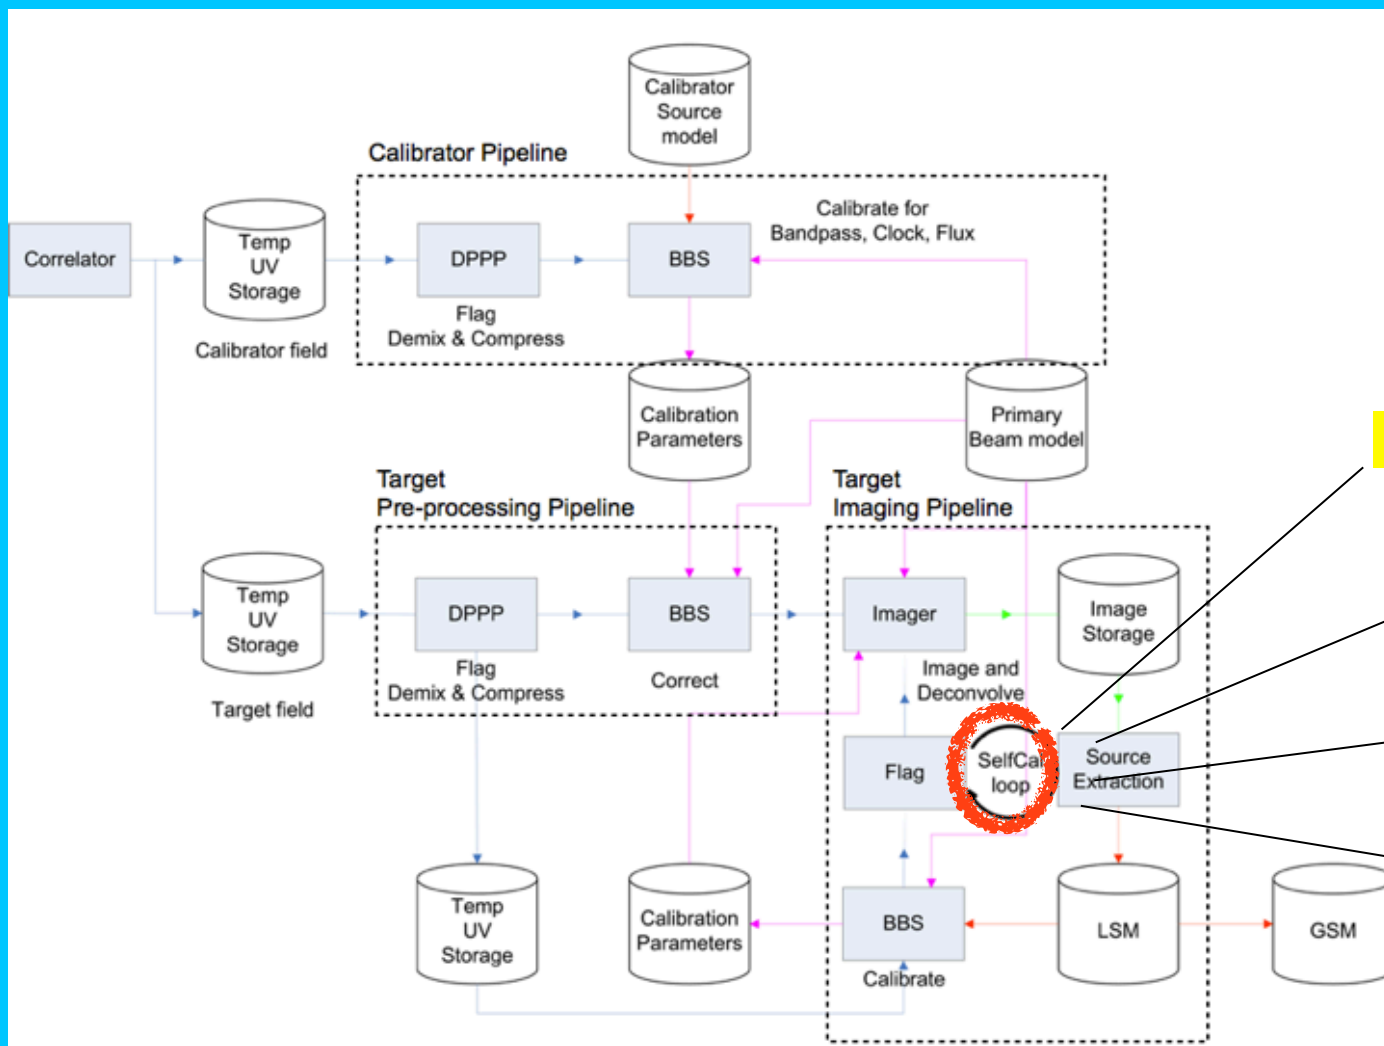 Calibrator
Source
model
Calibrator Pipeline
Calibrate for
Bandpass, Clock, Flux
Correlator
Temp
UV
Storage
DPPP
BBS
Flag
Demix & Compress
Calibrator field
Calibration
Parameters
Primary
Beam model
Target
Pre-processing Pipeline
Target
Imaging Pipeline
Temp
UV
Storage
DPPP
BBS
Imager
Image
Storage
Flag
Demix & Compress
Correct
Image and
Deconvolve
Target field
Flag
SelfCal
loop
Source
Extraction
Temp
UV
Storage
Calibration
Parameters
BBS
LSM
GSM
Calibrate